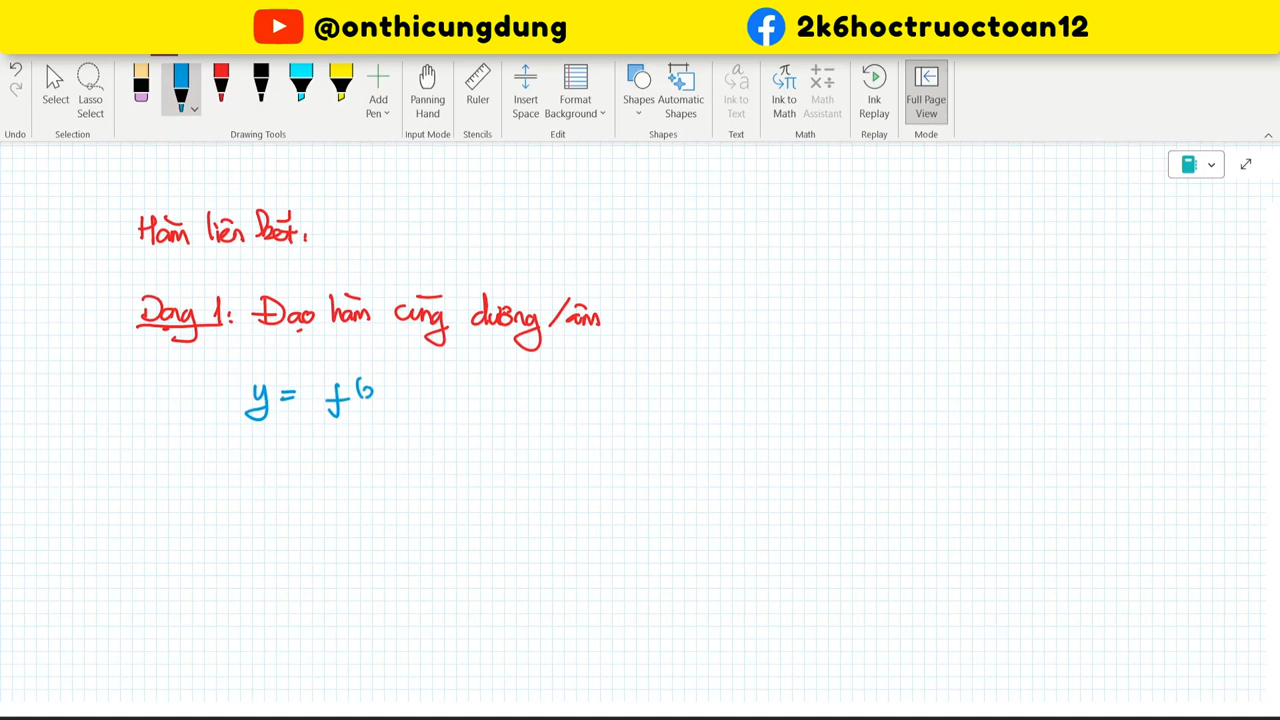 @onthicungdung 2k6hoctruoctoan12
Select Lasso Select Add Pen Panning Hand Ruler Insert Space Format Background Shapes Automatic Shapes Ink to Text Ink to Math Math Assistant Ink Replay Full Page View
Undo Selection Drawing Tools Input Mode Stencils Edit Shapes Text Math Replay Mode
Hàm liên kết.
Dạng 1: Đạo hàm cùng dương/âm
y = f(